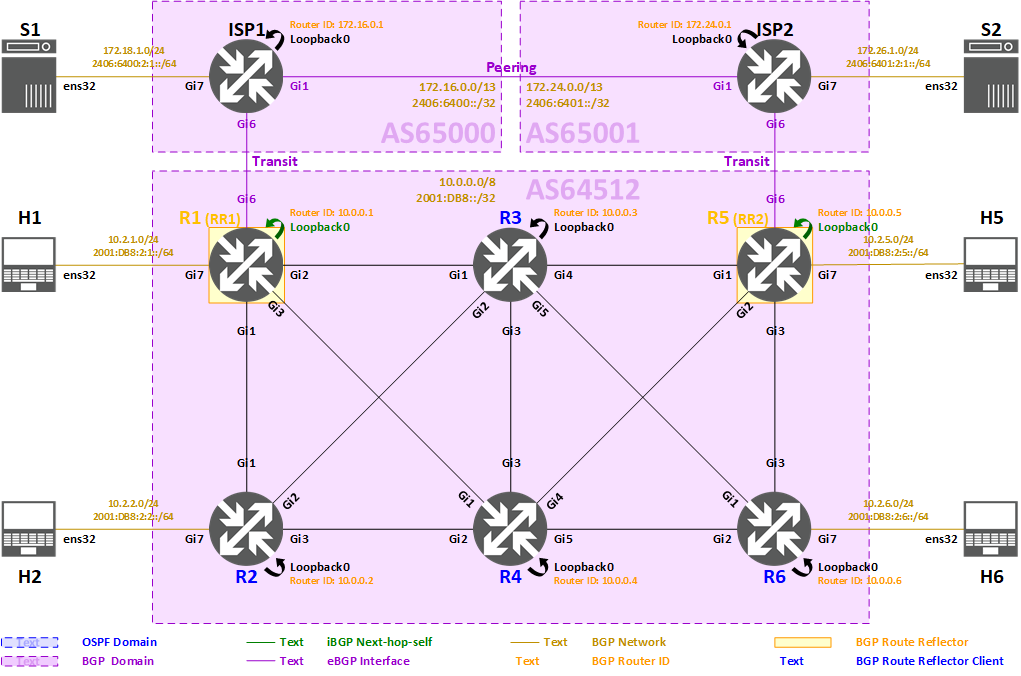 S1
ISP1
Router ID: 172.16.0.1
Loopback0
Router ID: 172.24.0.1
Loopback0
ISP2
S2
172.18.1.0/24
2406:6400:2:1::/64
ens32
Gi7
Gi1
Peering
Gi1
Gi7
172.26.1.0/24
2406:6401:2:1::/64
ens32
172.16.0.0/13
2406:6400::/32
172.24.0.0/13
2406:6401::/32
Gi6
AS65000
AS65001
Gi6
Transit
Transit
10.0.0.0/8
2001:DB8::/32
AS64512
H1
Gi6
R1 (RR1)
Router ID: 10.0.0.1
Loopback0
R3
Router ID: 10.0.0.3
Loopback0
Gi6
R5 (RR2)
Router ID: 10.0.0.5
Loopback0
H5
10.2.1.0/24
2001:DB8:2:1::/64
ens32
Gi7
Gi2
Gi1
Gi4
Gi1
Gi7
10.2.5.0/24
2001:DB8:2:5::/64
ens32
Gi1
Gi3
Gi2
Gi3
Gi5
Gi2
Gi3
Gi1
Gi2
Gi1
Gi3
Gi4
Gi1
Gi3
10.2.2.0/24
2001:DB8:2:2::/64
ens32
Gi7
Gi3
Gi2
Gi5
Gi2
Gi7
10.2.6.0/24
2001:DB8:2:6::/64
ens32
H2
R2
Loopback0
Router ID: 10.0.0.2
R4
Loopback0
Router ID: 10.0.0.4
R6
Loopback0
Router ID: 10.0.0.6
H6
Text OSPF Domain
Text iBGP Next-hop-self
Text BGP Network
BGP Route Reflector
Text BGP Domain
Text eBGP Interface
Text BGP Router ID
Text BGP Route Reflector Client